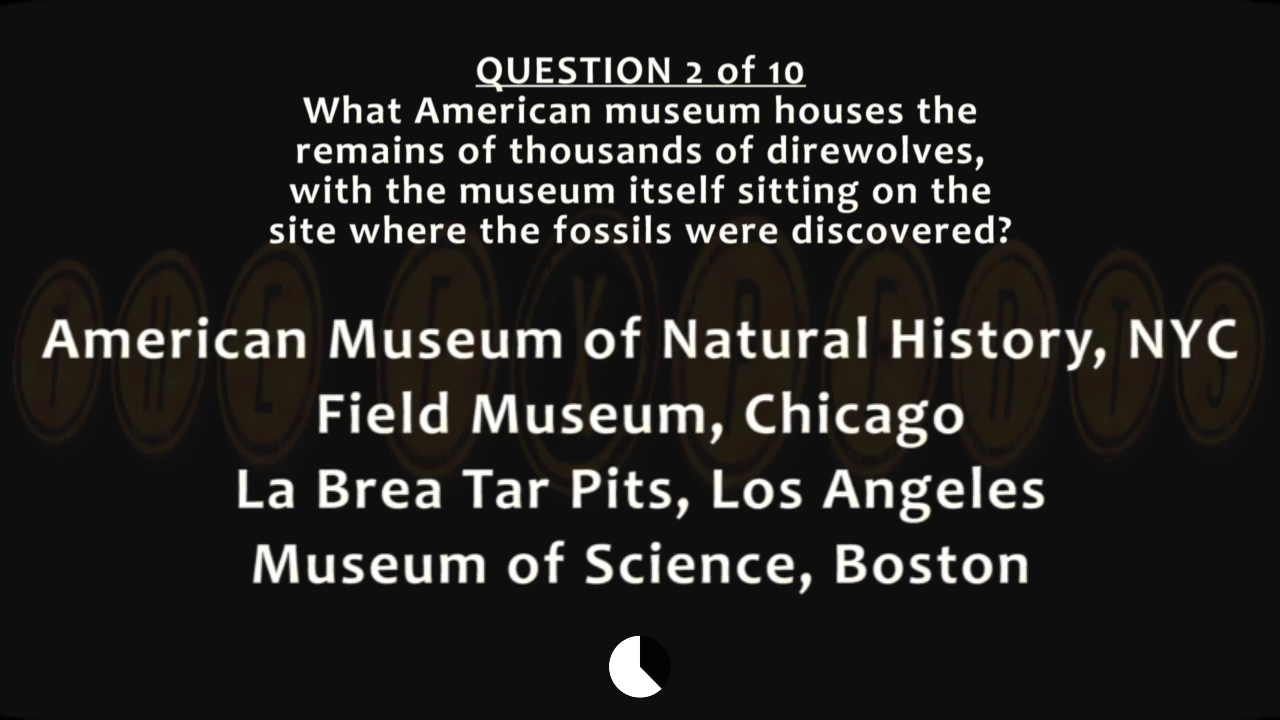 QUESTION 2 of 10
What American museum houses the
remains of thousands of direwolves,
with the museum itself sitting on the
site where the fossils were discovered?
THE EXPERTS
American Museum of Natural History, NYC
Field Museum, Chicago
La Brea Tar Pits, Los Angeles
Museum of Science, Boston